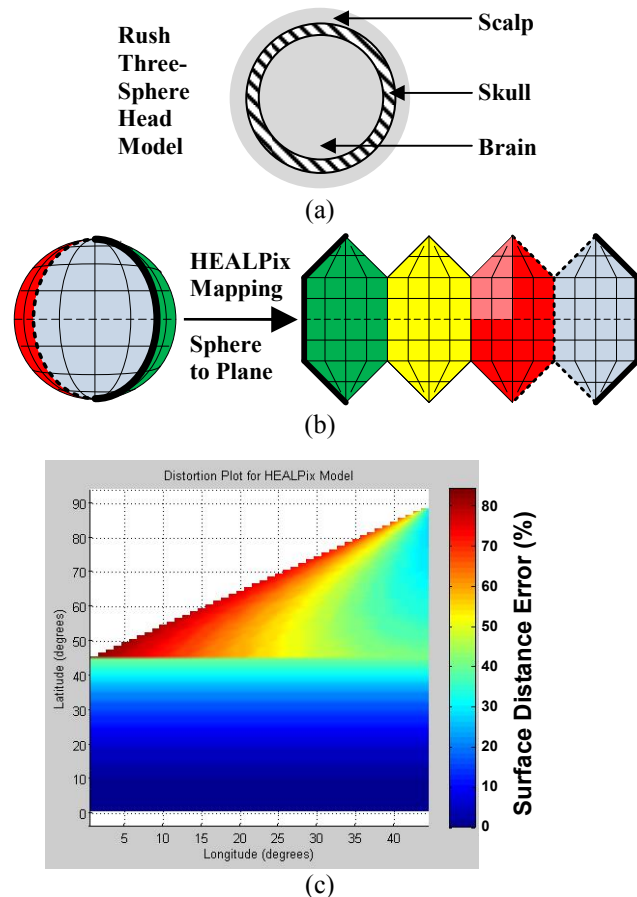 Rush
Three-
Sphere
Head
Model
Scalp
Skull
Brain
(a)
HEALPix
Mapping
Sphere
to Plane
(b)
Distortion Plot for HEALPix Model
Latitude (degrees)
90
80
70
60
50
40
30
20
10
0
5 10 15 20 25 30 35 40
Longitude (degrees)
80
70
60
50
40
30
20
10
0
Surface Distance Error (%)
(c)